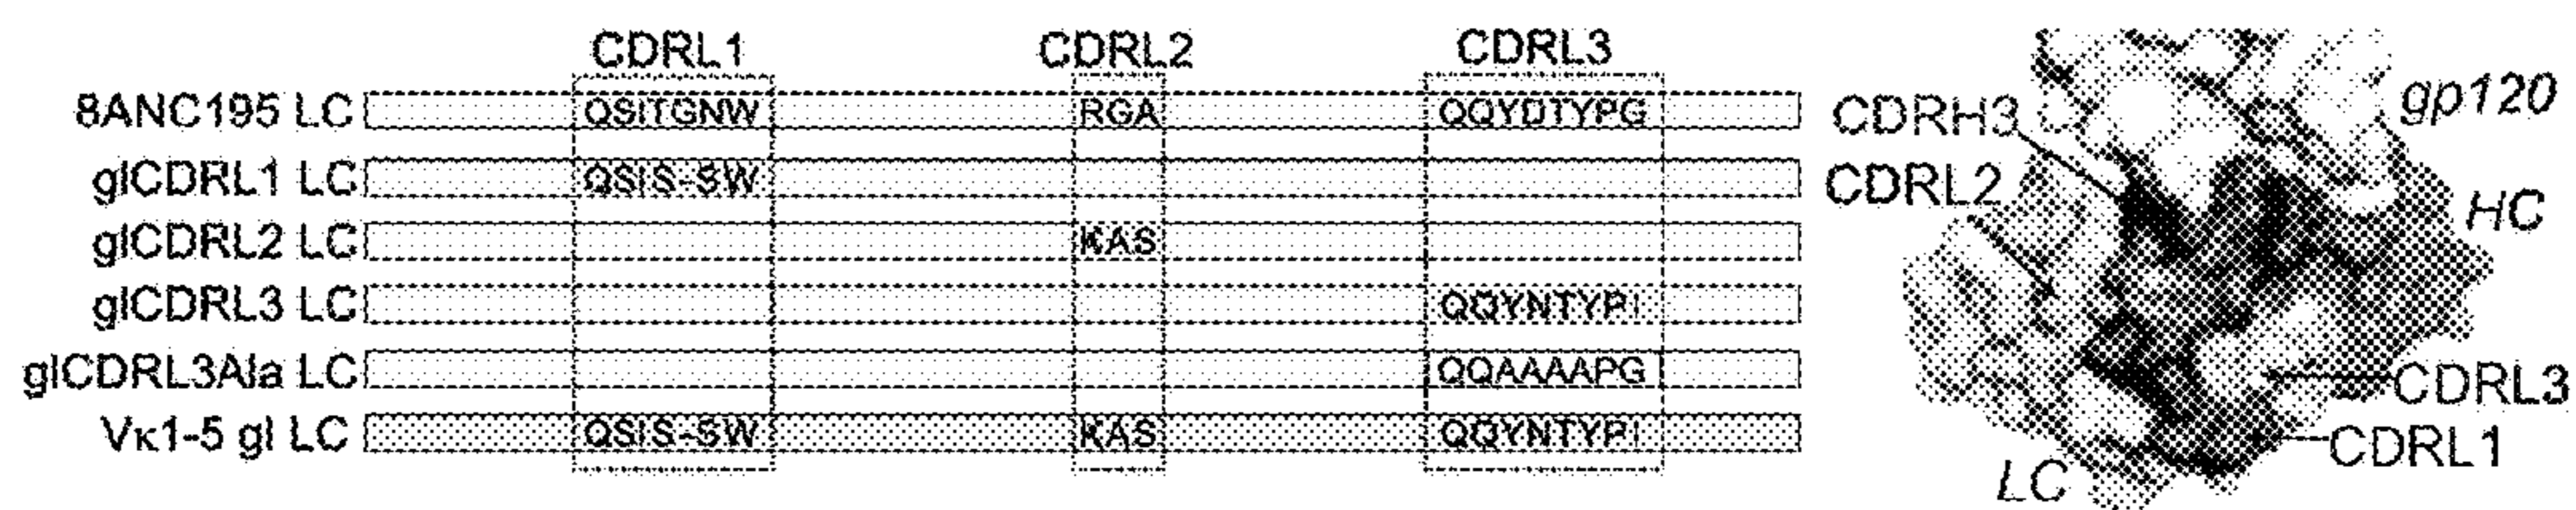 CDRL1 CDRL2 CDRL3
8ANC195 LC QSITGNW RGA QQYDTYPG
glCDRL1 LC QSIS-SW
glCDRL2 LC KAS
glCDRL3 LC QQYNTYPI
glCDRL3Ala LC QQAAAAPG
Vκ1-5 gl LC QSIS-SW KAS QQYNTYPI
gp120
CDRH3
CDRL2
HC
CDRL3
CDRL1
LC